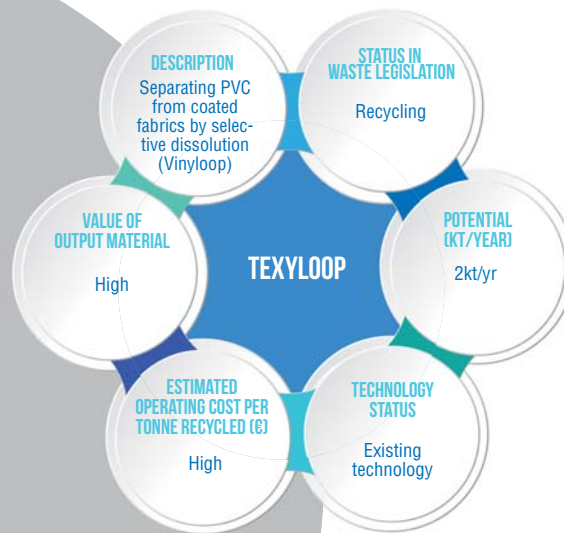 DESCRIPTION
Separating PVC
from coated
fabrics by selec-
tive dissolution
(Vinyloop)
STATUS IN
WASTE LEGISLATION
Recycling
VALUE OF
OUTPUT MATERIAL
High
TEXYLOOP
POTENTIAL
(KT/YEAR)
2kt/yr
ESTIMATED
OPERATING COST PER
TONNE RECYCLED (€)
High
TECHNOLOGY
STATUS
Existing
technology